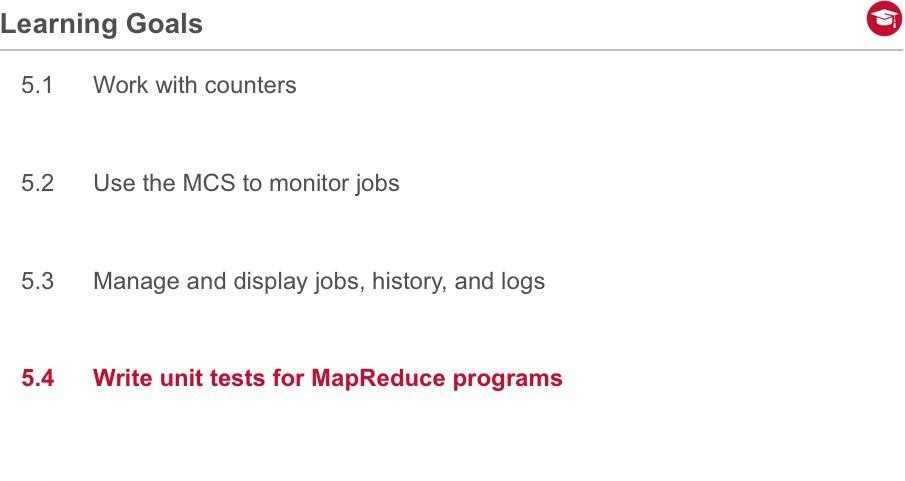 Learning Goals
5.1 Work with counters
5.2 Use the MCS to monitor jobs
5.3 Manage and display jobs, history, and logs
5.4 Write unit tests for MapReduce programs